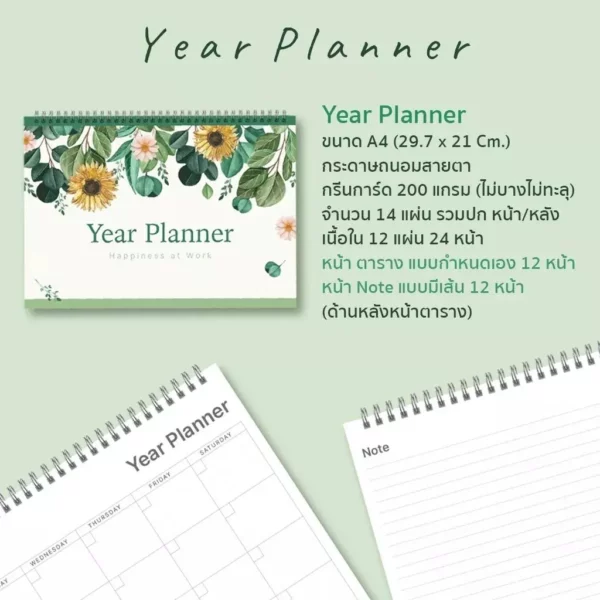 Year Planner
Year Planner
Happiness at Work
Year Planner
ขนาด A4 (29.7 x 21 Cm.)
กระดาษถนอมสายตา
กรีนการ์ด 200 แกรม (ไม่บางไม่ทะลุ)
จำนวน 14 แผ่น รวมปก หน้า/หลัง
เนื้อใน 12 แผ่น 24 หน้า
หน้า ตาราง แบบกำหนดเอง 12 หน้า
หน้า Note แบบมีเส้น 12 หน้า
(ด้านหลังหน้าตาราง)
Year Planner
WEDNESDAY
THURSDAY
FRIDAY
SATURDAY
Note